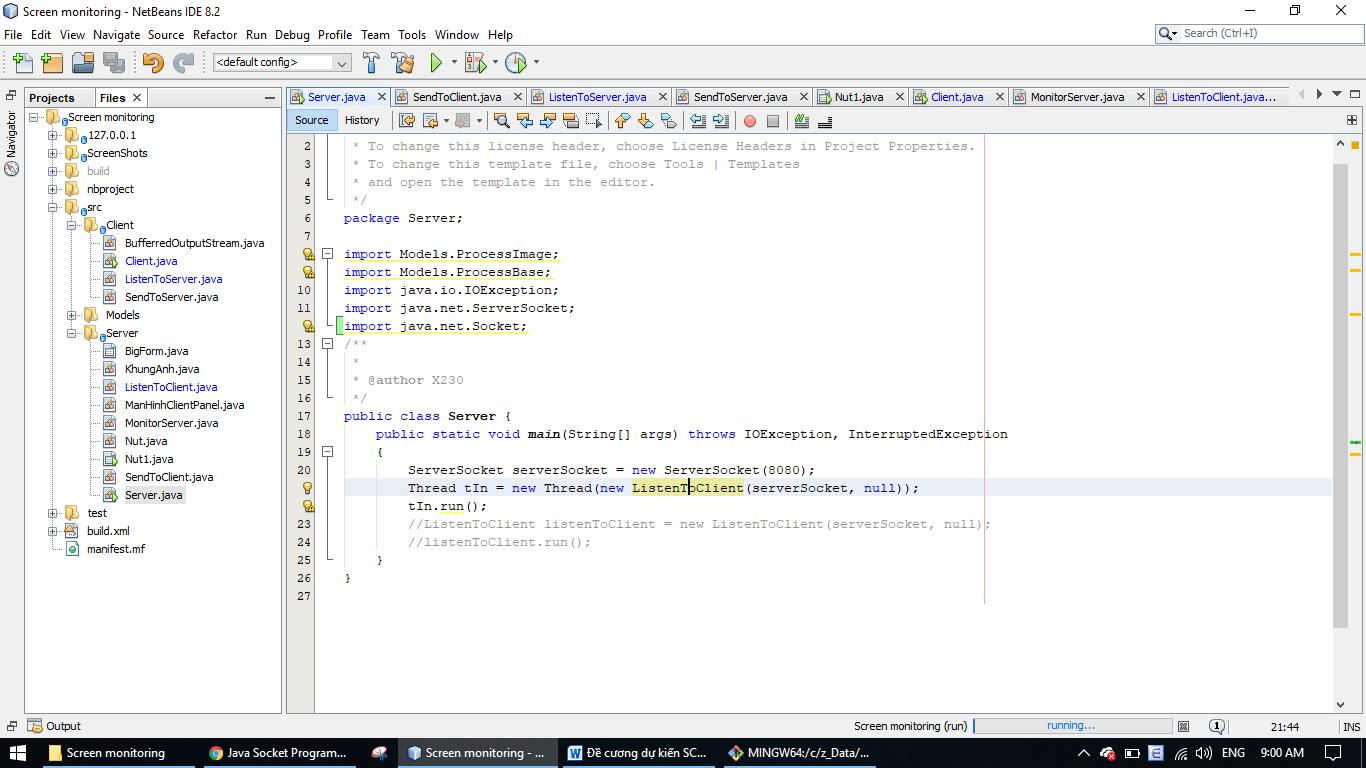 Screen monitoring - NetBeans IDE 8.2
File Edit View Navigate Source Refactor Run Debug Profile Team Tools Window Help
Search (Ctrl+I)
<default config>
Projects Files
Server.java SendToClient.java ListenToServer.java SendToServer.java Nut1.java Client.java MonitorServer.java ListenToClient.java...
Navigator
Source History
Screen monitoring
127.0.0.1
ScreenShots
build
nbproject
src
Client
BufferredOutputStream.java
Client.java
ListenToServer.java
SendToServer.java
Models
Server
BigForm.java
KhungAnh.java
ListenToClient.java
ManHinhClientPanel.java
MonitorServer.java
Nut.java
Nut1.java
SendToClient.java
Server.java
test
build.xml
manifest.mf
2 * To change this license header, choose License Headers in Project Properties.
3 * To change this template file, choose Tools | Templates
4 * and open the template in the editor.
5 */
6 package Server;
7
import Models.ProcessImage;
import Models.ProcessBase;
10 import java.io.IOException;
11 import java.net.ServerSocket;
import java.net.Socket;
13 /**
14 *
15 * @author X230
16 */
17 public class Server {
18 public static void main(String[] args) throws IOException, InterruptedException
19 {
20 ServerSocket serverSocket = new ServerSocket(8080);
Thread tIn = new Thread(new ListenToClient(serverSocket, null));
tIn.run();
23 //ListenToClient listenToClient = new ListenToClient(serverSocket, null);
24 //listenToClient.run();
25 }
26 }
27
Output
Screen monitoring (run) running... 1 21:44 INS
Screen monitoring Java Socket Program... Screen monitoring - ... Đề cương dự kiến SC... MINGW64:/c/z_Data/... ENG 9:00 AM